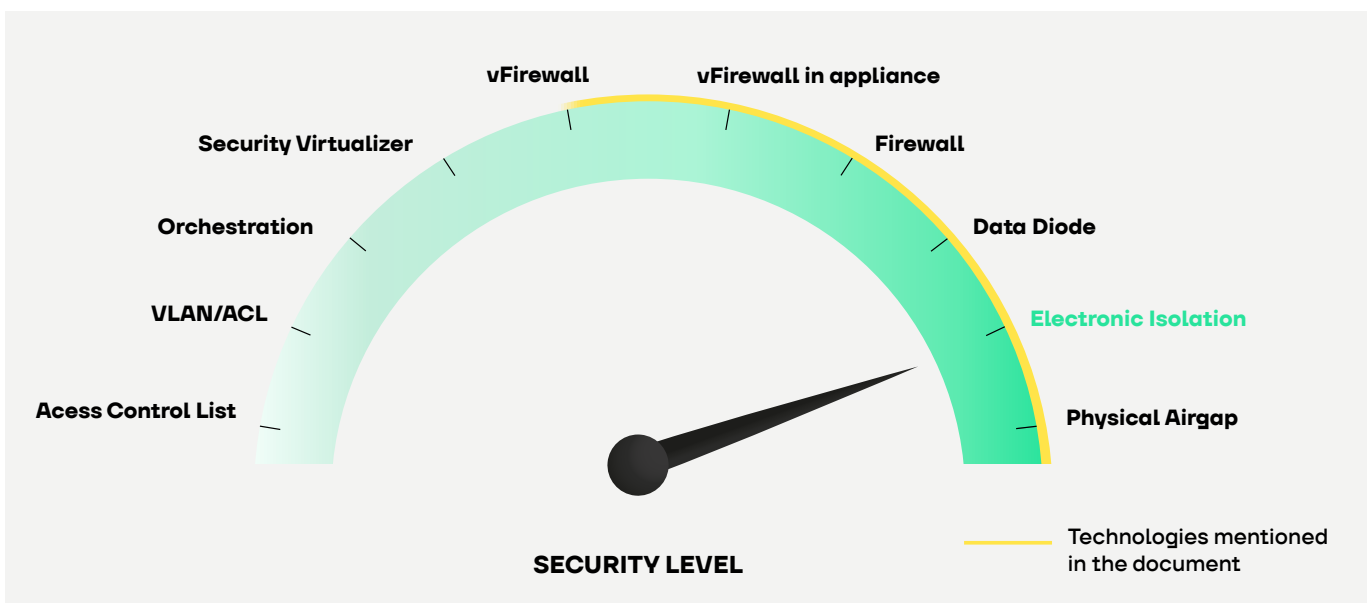 vFirewall
vFirewall in appliance
Security Virtualizer
Firewall
Orchestration
Data Diode
VLAN/ACL
Electronic Isolation
Acess Control List
Physical Airgap
Technologies mentioned
in the document
SECURITY LEVEL